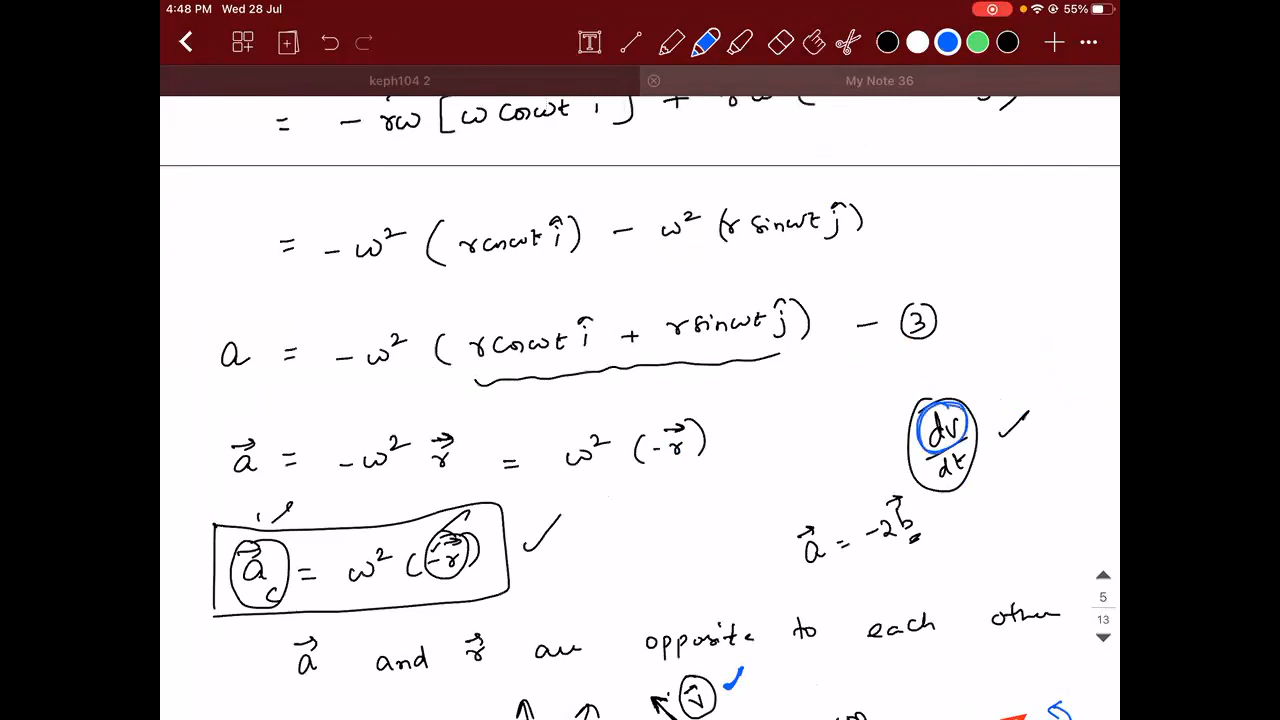 4:48 PM Wed 28 Jul
55%
keph104 2
My Note 36
= - rω [ω cosωt
= -ω² (r cosωt î) - ω² (r sinωt ĵ)
a = -ω² (r cosωt î + r sinωt ĵ) - ③
dv/dt ✓
a⃗ = -ω² r⃗ = ω² (-r⃗)
a⃗ = -2b⃗
a⃗c = ω² (-r⃗) ✓
5
13
a⃗ and r⃗ are opposite to each other
v⃗ ✓